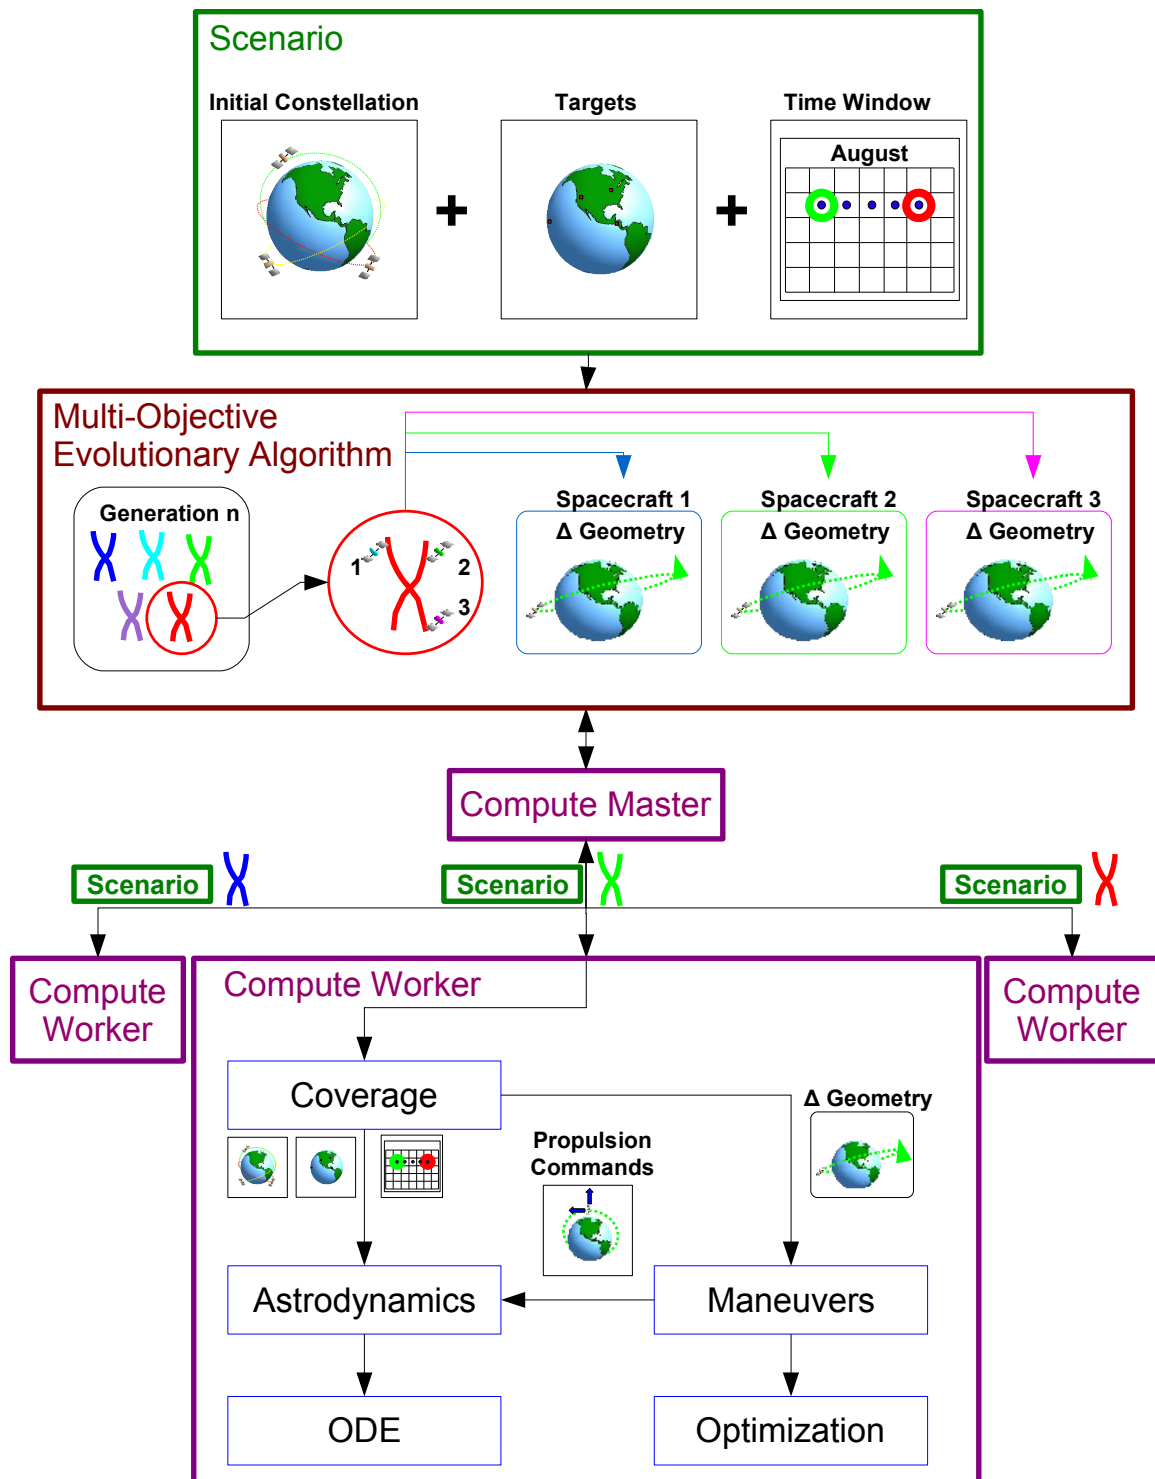 Scenario
Initial Constellation
Targets
Time Window
August
+
+
Multi-Objective
Evolutionary Algorithm
Generation n
1
2
3
Spacecraft 1
Δ Geometry
Spacecraft 2
Δ Geometry
Spacecraft 3
Δ Geometry
Compute Master
Scenario
Scenario
Scenario
Compute
Worker
Compute Worker
Compute
Worker
Coverage
Δ Geometry
Propulsion
Commands
Astrodynamics
Maneuvers
ODE
Optimization